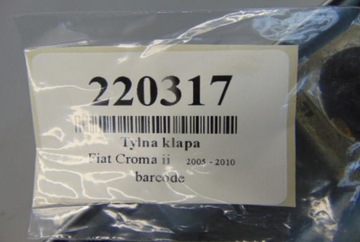 220317
Tylna klapa
Fiat Croma ii 2005 - 2010
barcode